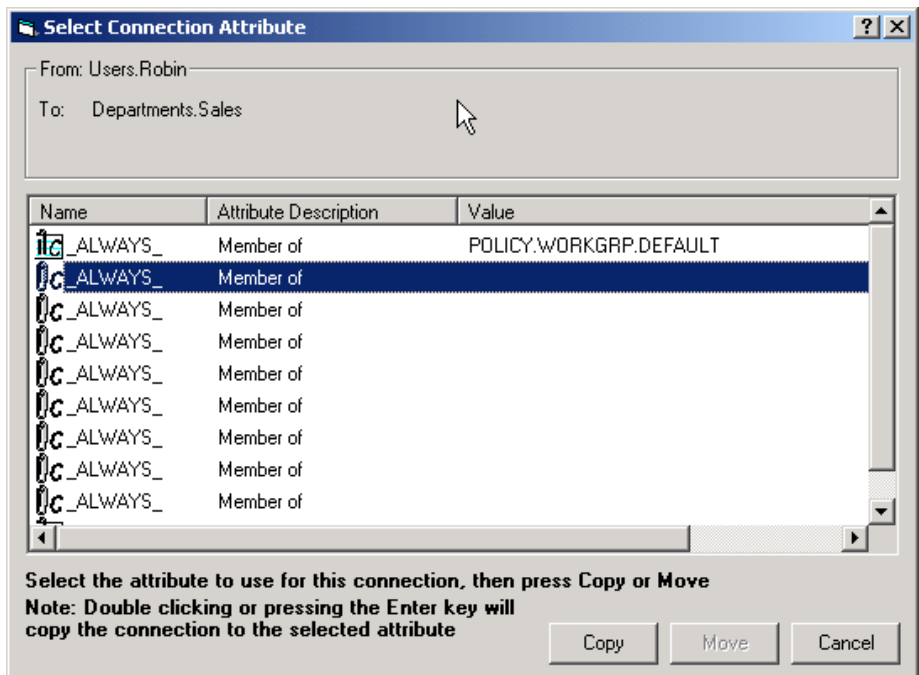 Select Connection Attribute
From: Users.Robin
To: Departments.Sales
Name Attribute Description Value
_ALWAYS_ Member of POLICY.WORKGRP.DEFAULT
_ALWAYS_ Member of
_ALWAYS_ Member of
_ALWAYS_ Member of
_ALWAYS_ Member of
_ALWAYS_ Member of
_ALWAYS_ Member of
_ALWAYS_ Member of
_ALWAYS_ Member of
Select the attribute to use for this connection, then press Copy or Move
Note: Double clicking or pressing the Enter key will
copy the connection to the selected attribute
Copy Move Cancel